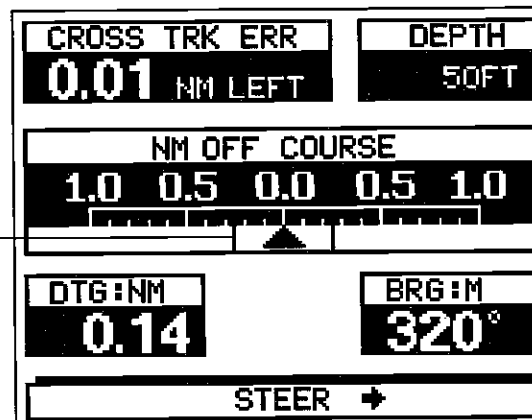 CROSS TRK ERR
0.01 NM LEFT
DEPTH
50FT
NM OFF COURSE
1.0 0.5 0.0 0.5 1.0
DTG:NM
0.14
BRG:M
320°
STEER →